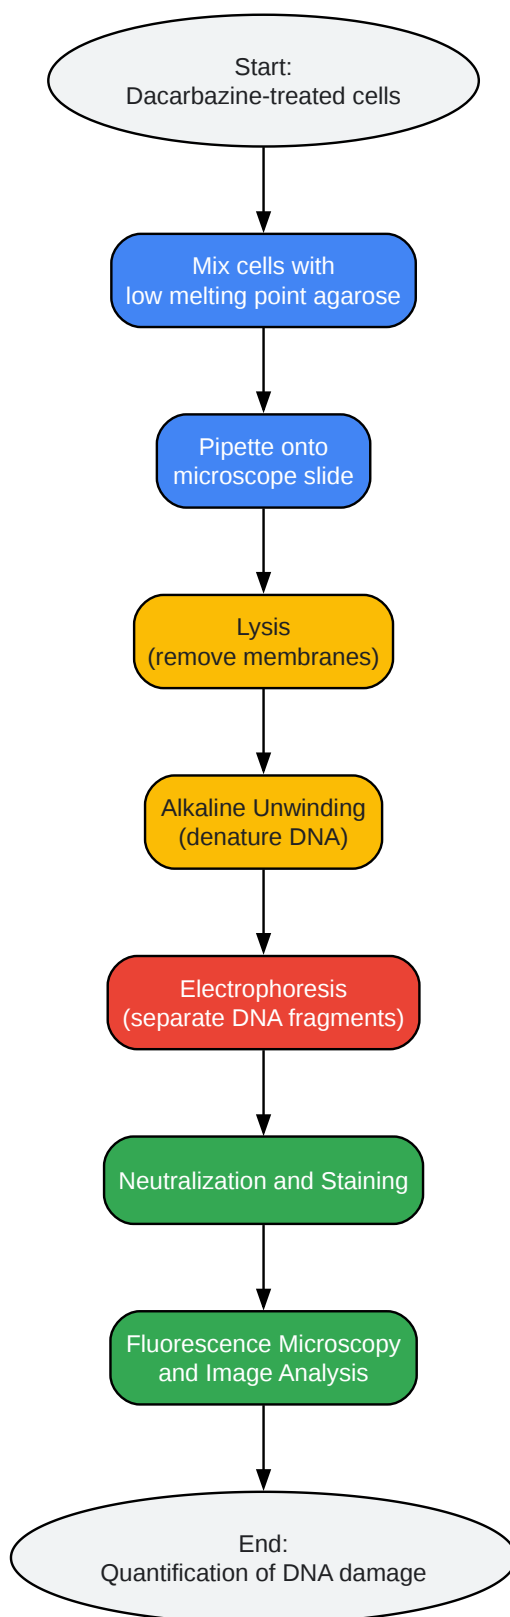 Start:
Dacarbazine-treated cells
Mix cells with
low melting point agarose
Pipette onto
microscope slide
Lysis
(remove membranes)
Alkaline Unwinding
(denature DNA)
Electrophoresis
(separate DNA fragments)
Neutralization and Staining
Fluorescence Microscopy
and Image Analysis
End:
Quantification of DNA damage